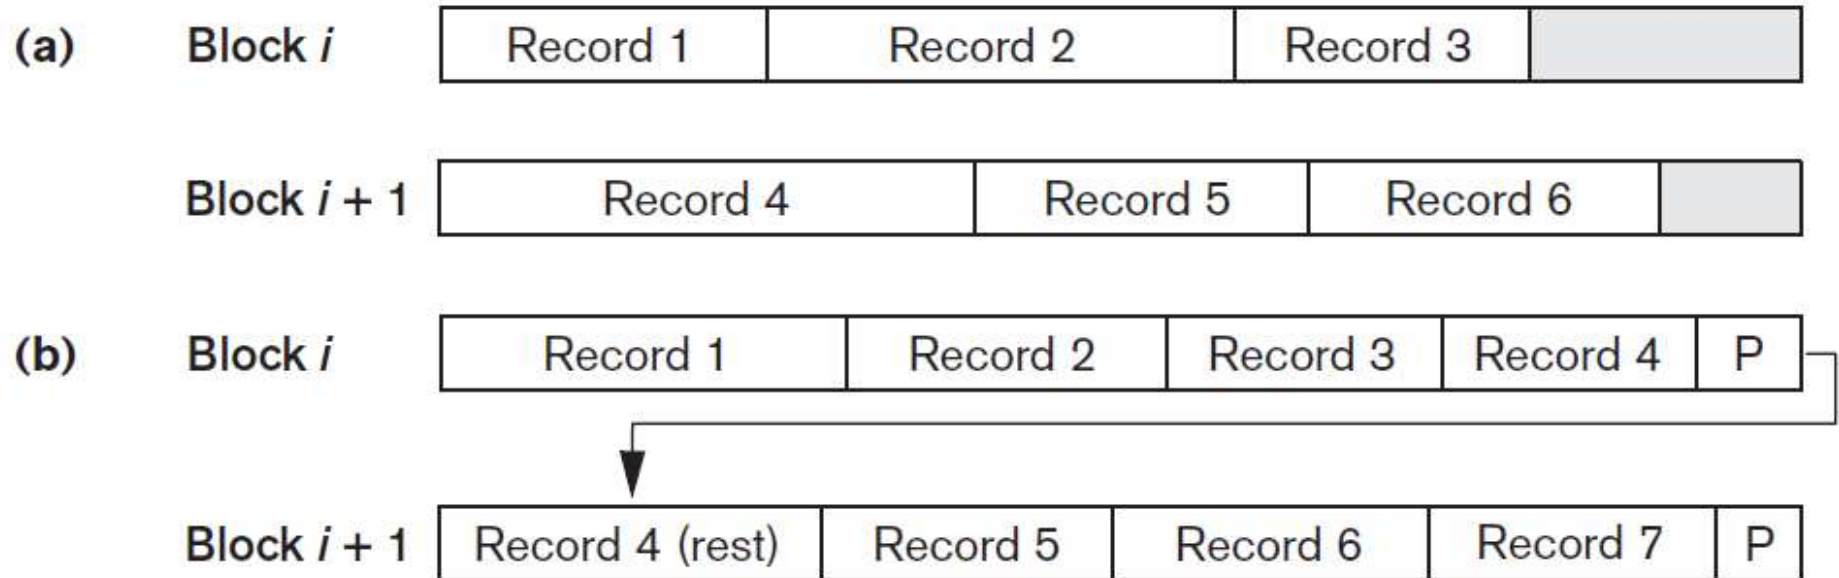 (a) Block i Record 1 Record 2 Record 3
Block i + 1 Record 4 Record 5 Record 6
(b) Block i Record 1 Record 2 Record 3 Record 4 P
Block i + 1 Record 4 (rest) Record 5 Record 6 Record 7 P